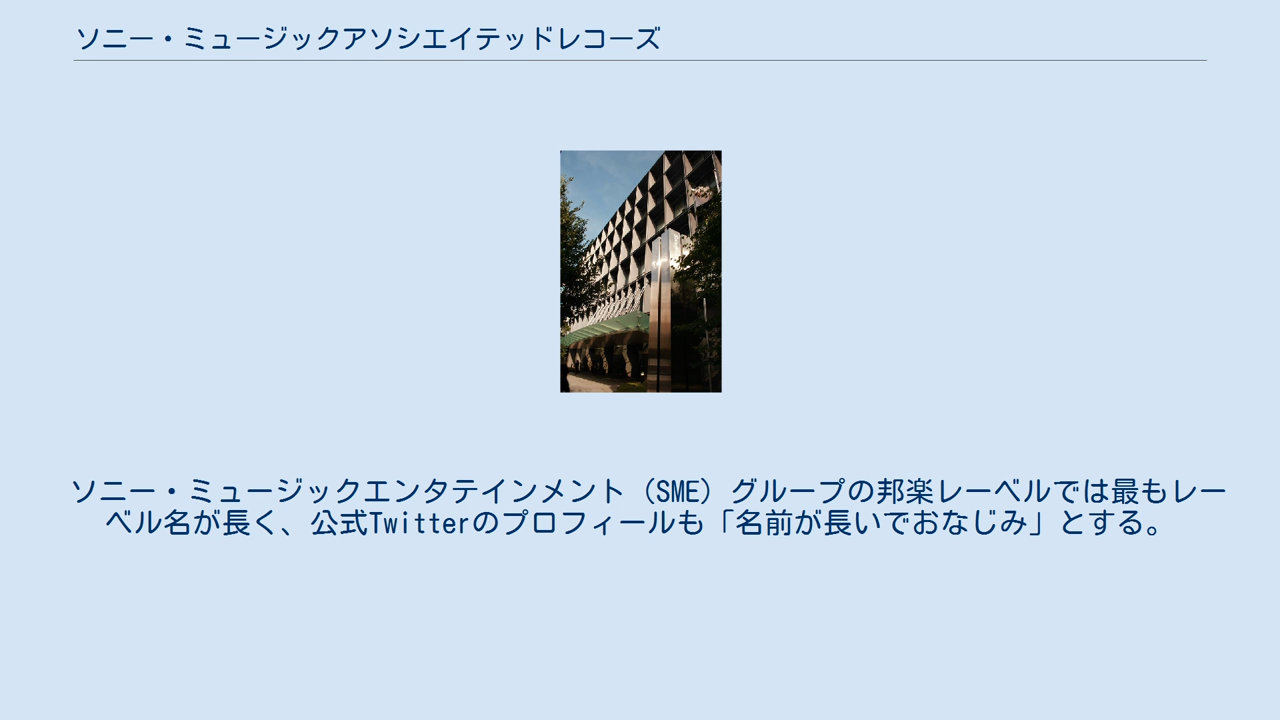 ソニー・ミュージックアソシエイテッドレコーズ
ソニー・ミュージックエンタテインメント（SME）グループの邦楽レーベルでは最もレー
ベル名が長く、公式Twitterのプロフィールも「名前が長いでおなじみ」とする。